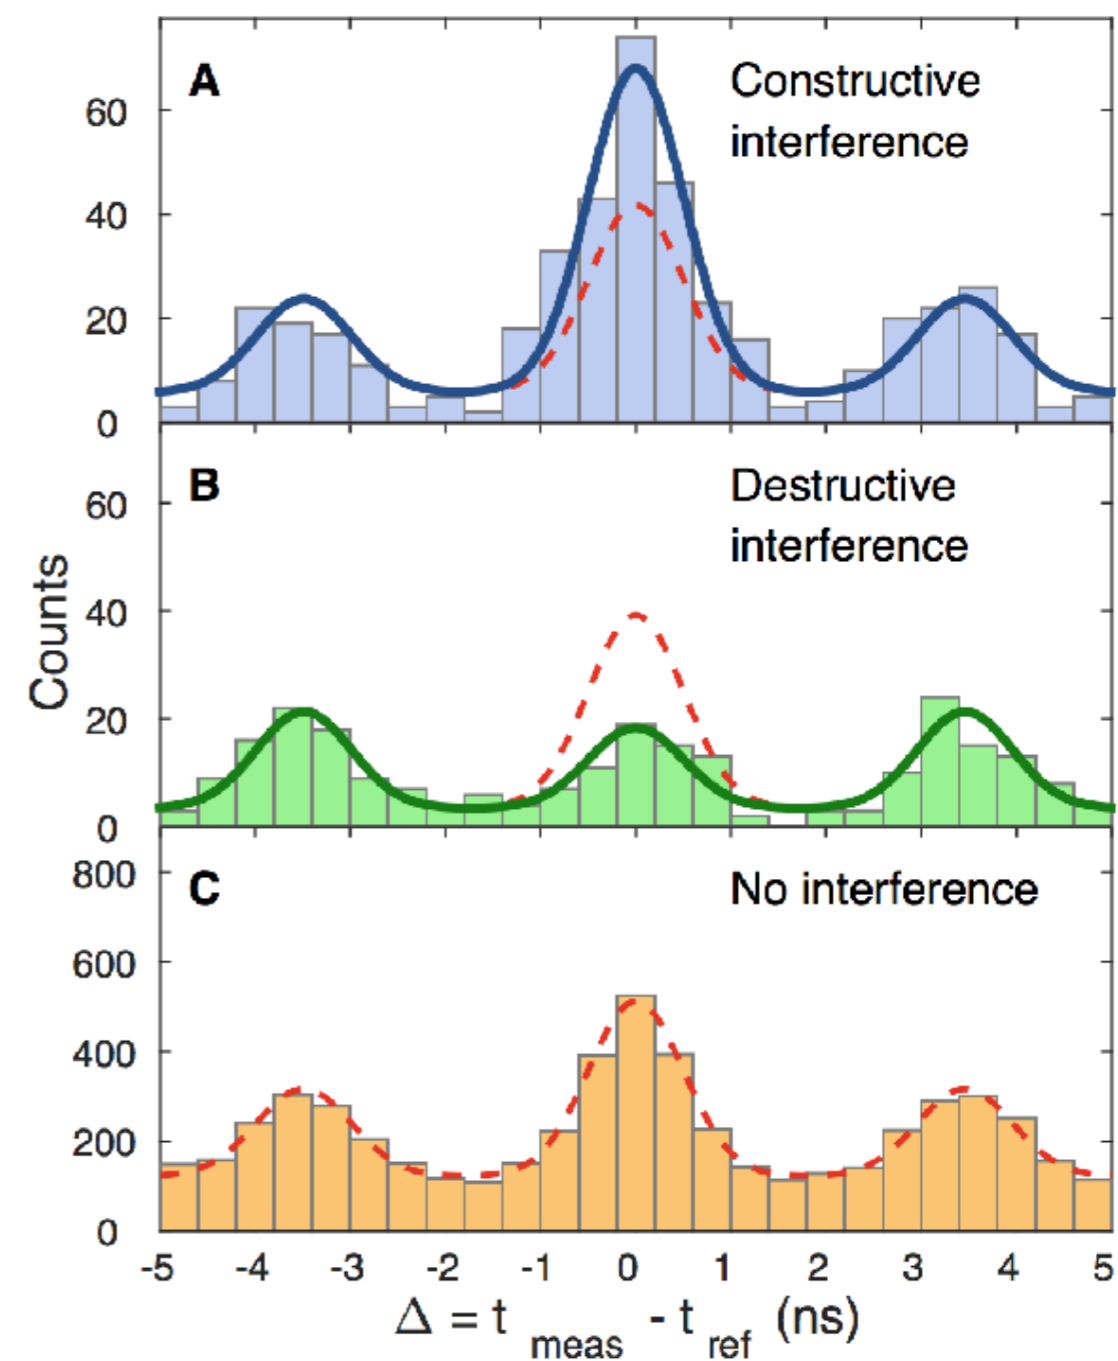 A
Constructive
interference
60
40
20
0
B
Destructive
interference
60
40
20
0
Counts
C
No interference
800
600
400
200
0
-5 -4 -3 -2 -1 0 1 2 3 4 5
Δ = t meas - t ref (ns)